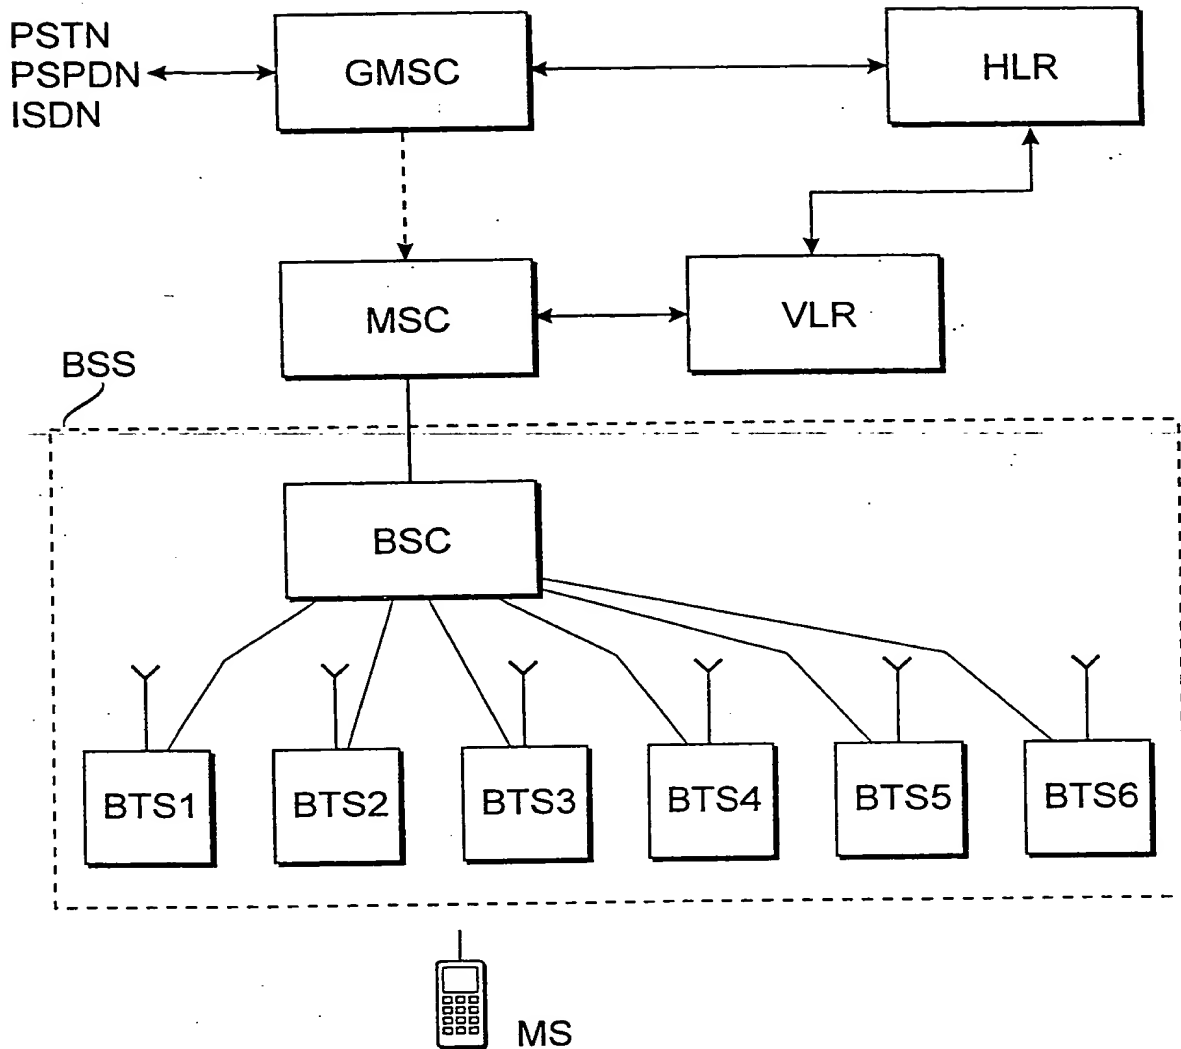 PSTN
PSPDN
ISDN
GMSC
HLR
MSC
VLR
BSS
BSC
BTS1
BTS2
BTS3
BTS4
BTS5
BTS6
MS